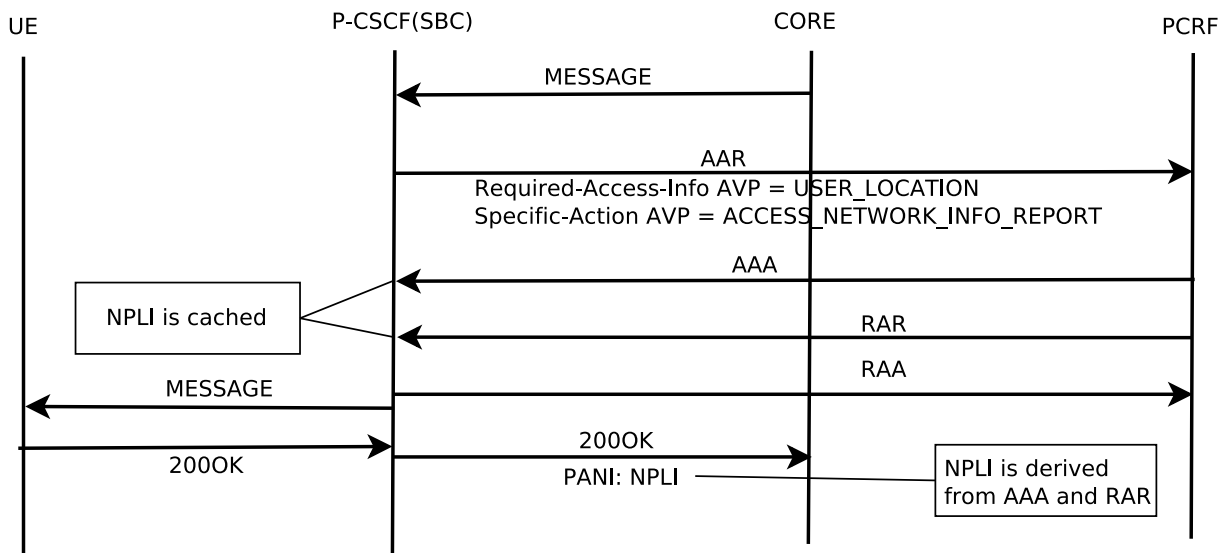 UE
P-CSCF(SBC)
CORE
PCRF
MESSAGE
AAR
Required-Access-Info AVP = USER_LOCATION
Specific-Action AVP = ACCESS_NETWORK_INFO_REPORT
AAA
NPLI is cached
RAR
RAA
MESSAGE
200OK
200OK
PANI: NPLI
NPLI is derived
from AAA and RAR